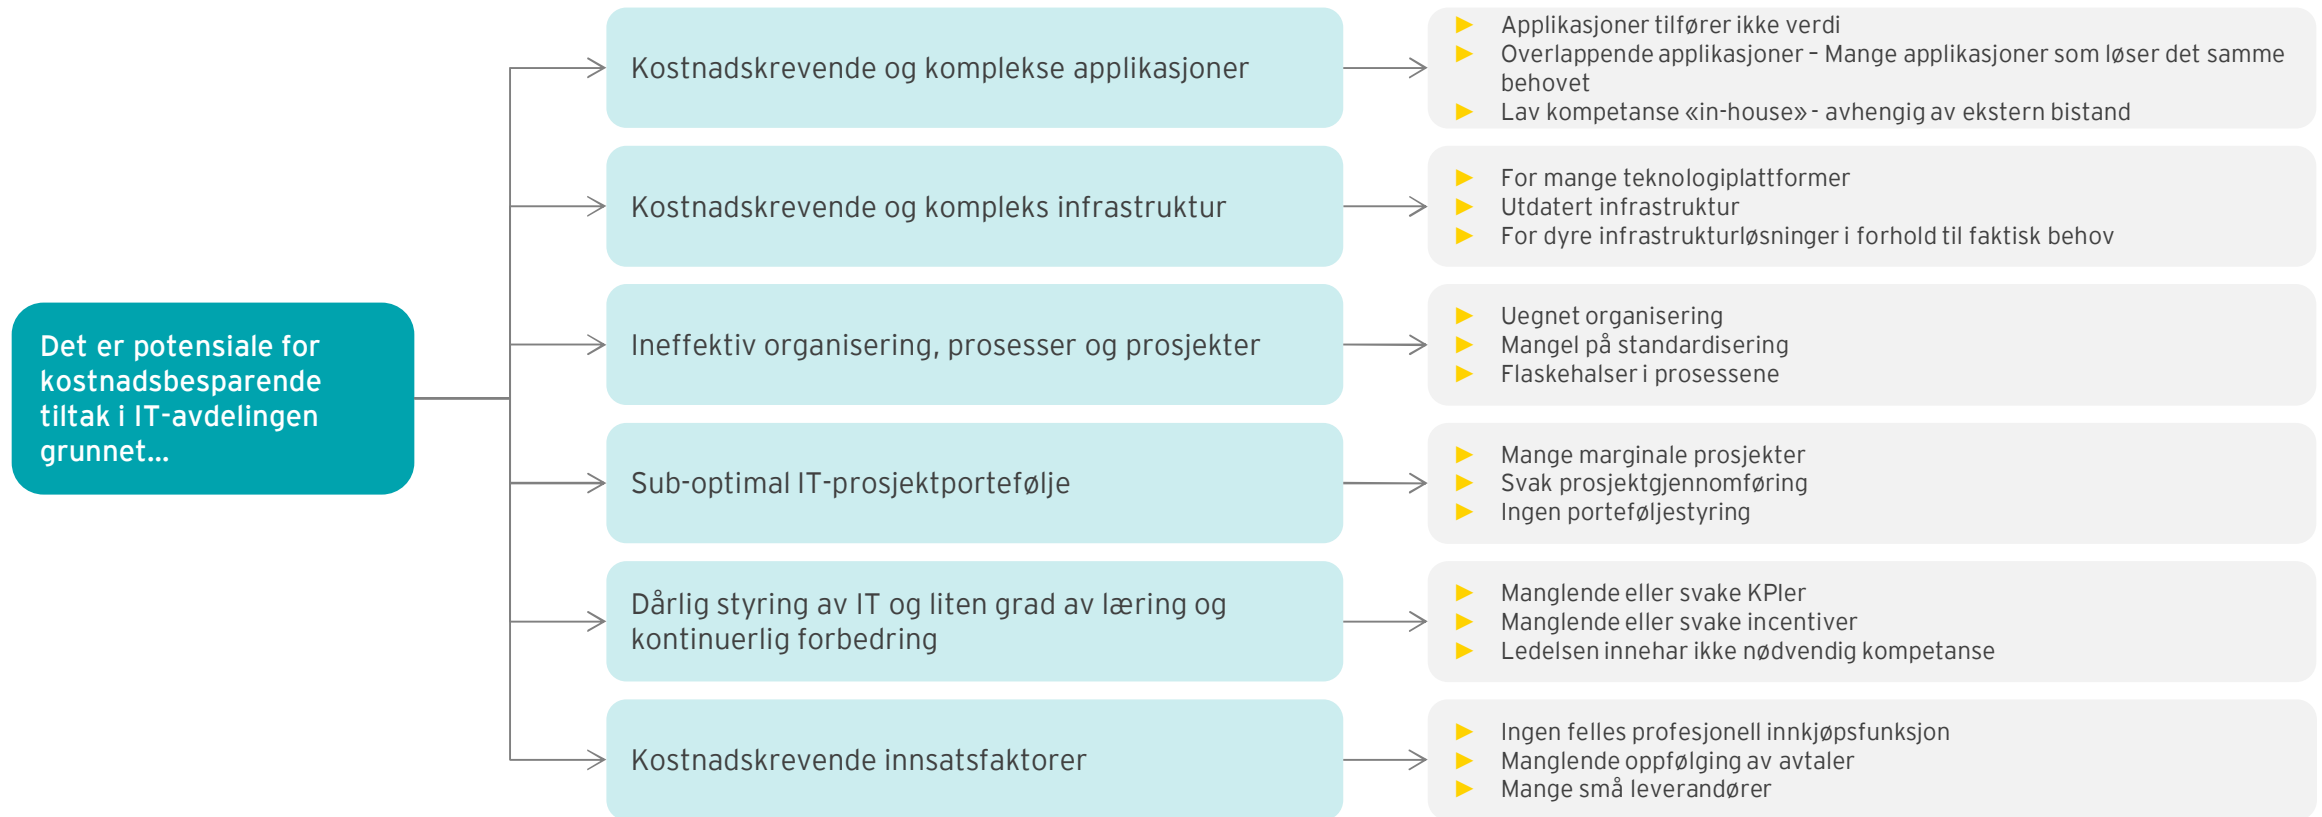 Det er potensiale for
kostnadsbesparende
tiltak i IT-avdelingen
grunnet...
Kostnadskrevende og komplekse applikasjoner
► Applikasjoner tilfører ikke verdi
► Overlappende applikasjoner – Mange applikasjoner som løser det samme
behovet
► Lav kompetanse «in-house» - avhengig av ekstern bistand
Kostnadskrevende og kompleks infrastruktur
► For mange teknologiplattformer
► Utdatert infrastruktur
► For dyre infrastrukturløsninger i forhold til faktisk behov
Ineffektiv organisering, prosesser og prosjekter
► Uegnet organisering
► Mangel på standardisering
► Flaskehalser i prosessene
Sub-optimal IT-prosjektportefølje
► Mange marginale prosjekter
► Svak prosjektgjennomføring
► Ingen porteføljestyring
Dårlig styring av IT og liten grad av læring og
kontinuerlig forbedring
► Manglende eller svake KPIer
► Manglende eller svake incentiver
► Ledelsen innehar ikke nødvendig kompetanse
Kostnadskrevende innsatsfaktorer
► Ingen felles profesjonell innkjøpsfunksjon
► Manglende oppfølging av avtaler
► Mange små leverandører